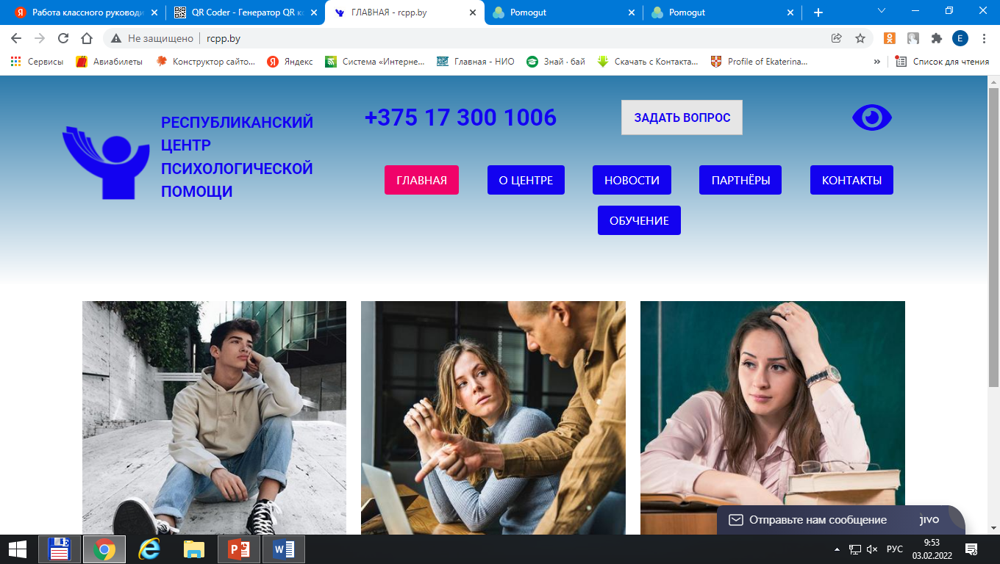 Работа классного руководи
QR Coder - Генератор QR к
ГЛАВНАЯ - rcpp.by
Pomogut
Pomogut
Не защищено
rcpp.by
E
Сервисы
Авиабилеты
Конструктор сайто...
Яндекс
Система «Интерне...
Главная - НИО
Знай · бай
Скачать с Контакта...
Profile of Ekaterina...
»
Список для чтения
РЕСПУБЛИКАНСКИЙ
ЦЕНТР
ПСИХОЛОГИЧЕСКОЙ
ПОМОЩИ
+375 17 300 1006
ЗАДАТЬ ВОПРОС
ГЛАВНАЯ
О ЦЕНТРЕ
НОВОСТИ
ПАРТНЁРЫ
КОНТАКТЫ
ОБУЧЕНИЕ
Отправьте нам сообщение
jivo
РУС
9:53
03.02.2022